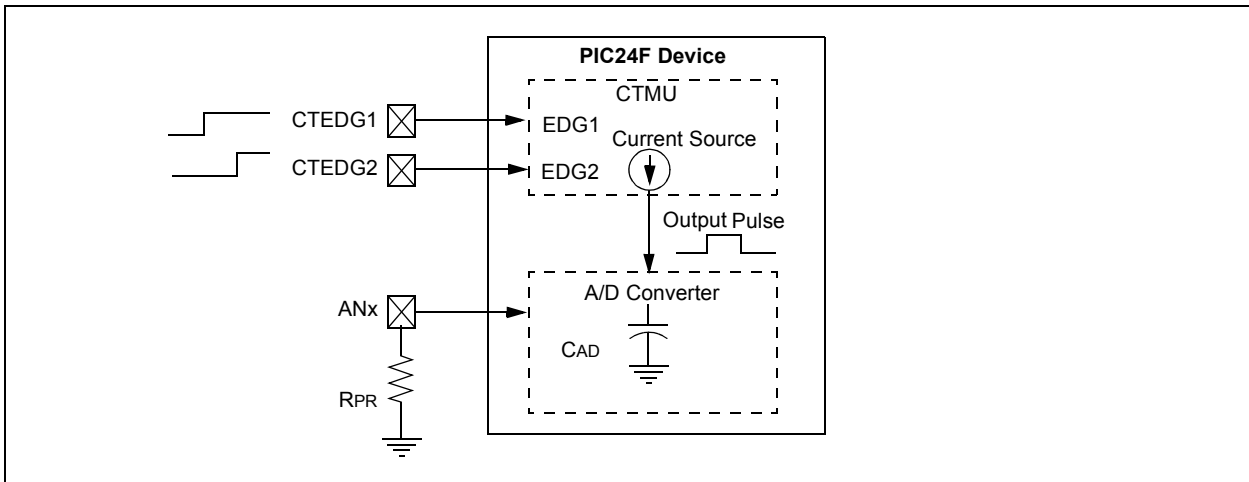 PIC24F Device
CTMU
CTEDG1
EDG1
Current Source
CTEDG2
EDG2
Output Pulse
A/D Converter
ANx
CAD
RPR